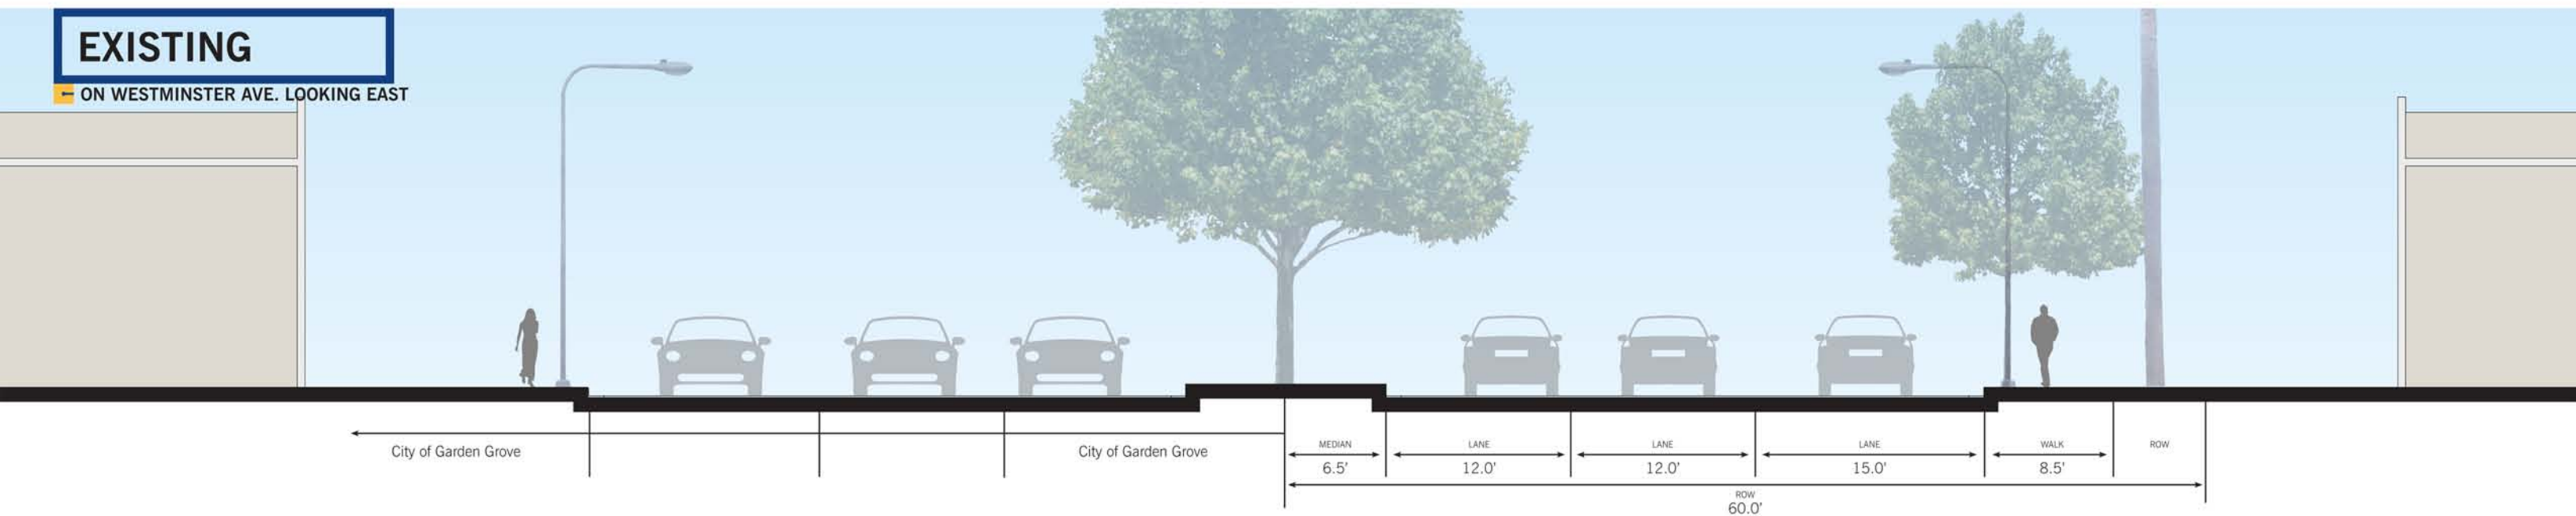 EXISTING
ON WESTMINSTER AVE. LOOKING EAST
City of Garden Grove
City of Garden Grove
MEDIAN
6.5'
LANE
12.0'
LANE
12.0'
LANE
15.0'
WALK
8.5'
ROW
ROW
60.0'